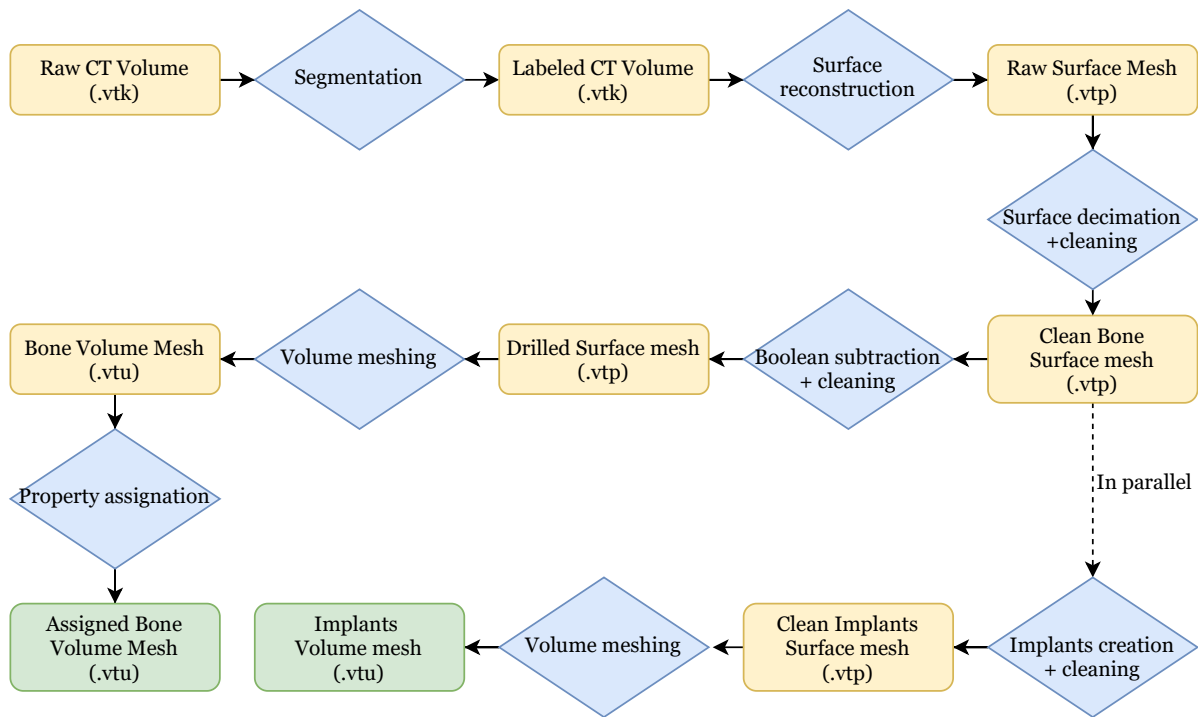 Raw CT Volume
(.vtk)
Segmentation
Labeled CT Volume
(.vtk)
Surface
reconstruction
Raw Surface Mesh
(.vtp)
Surface decimation
+cleaning
Clean Bone
Surface mesh
(.vtp)
Boolean subtraction
+ cleaning
Drilled Surface mesh
(.vtp)
Volume meshing
Bone Volume Mesh
(.vtu)
Property assignation
Assigned Bone
Volume Mesh
(.vtu)
In parallel
Implants creation
+ cleaning
Clean Implants
Surface mesh
(.vtp)
Volume meshing
Implants
Volume mesh
(.vtu)